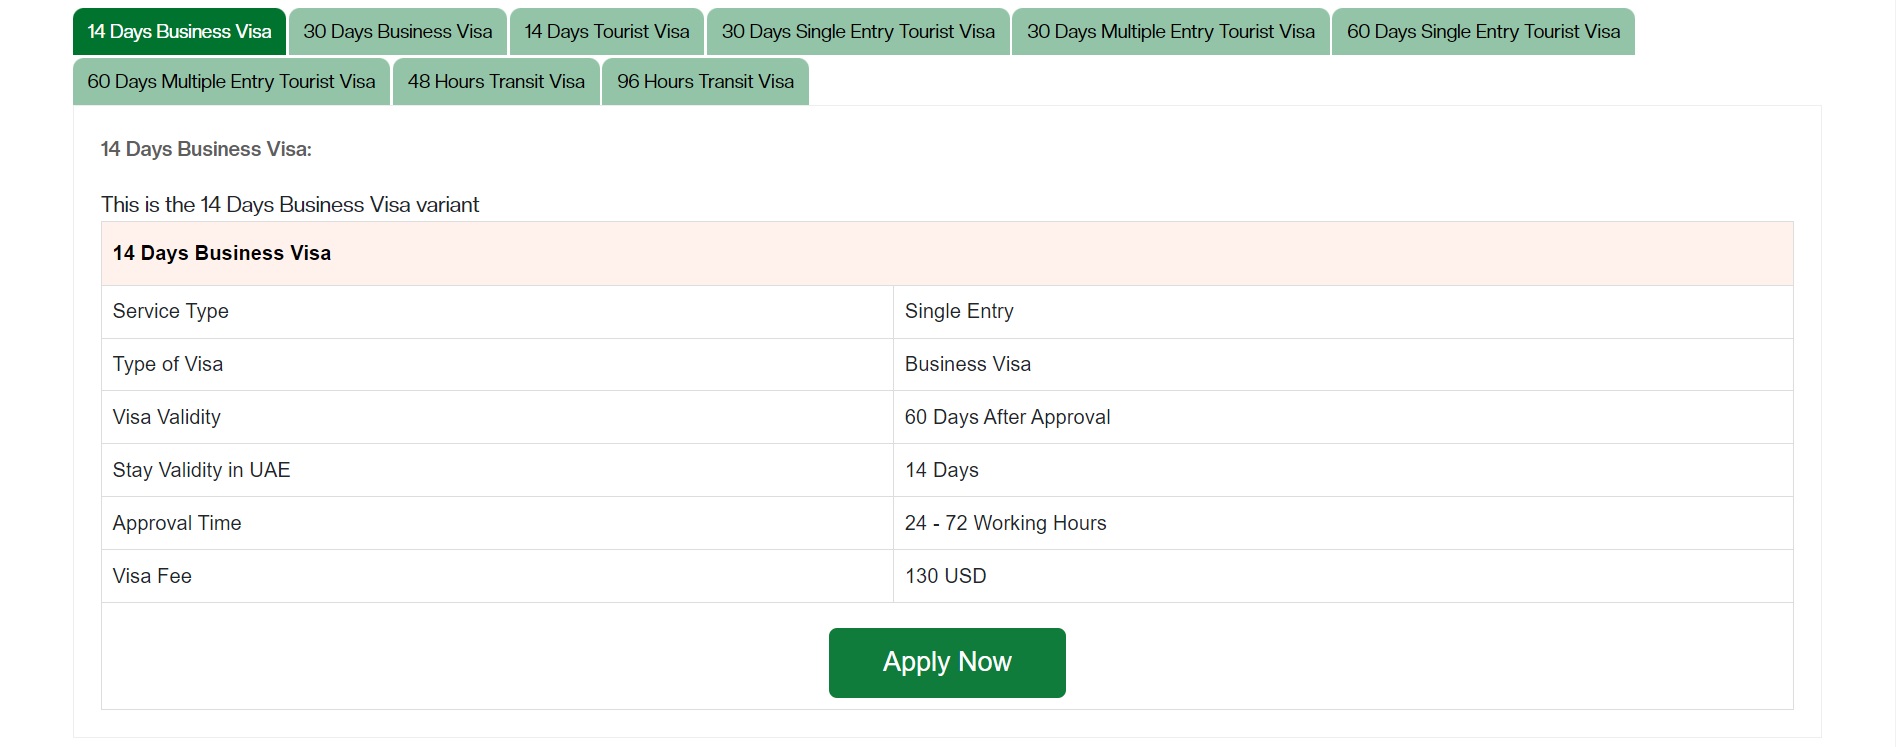 14 Days Business Visa 30 Days Business Visa 14 Days Tourist Visa 30 Days Single Entry Tourist Visa 30 Days Multiple Entry Tourist Visa 60 Days Single Entry Tourist Visa
60 Days Multiple Entry Tourist Visa 48 Hours Transit Visa 96 Hours Transit Visa
14 Days Business Visa:
This is the 14 Days Business Visa variant
14 Days Business Visa
Service Type Single Entry
Type of Visa Business Visa
Visa Validity 60 Days After Approval
Stay Validity in UAE 14 Days
Approval Time 24 - 72 Working Hours
Visa Fee 130 USD
Apply Now